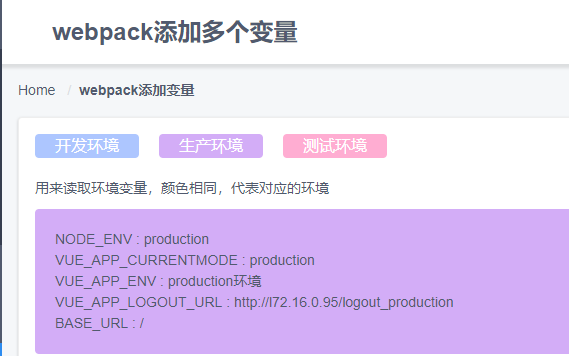 webpack添加多个变量
Home / webpack添加变量
开发环境 生产环境 测试环境
用来读取环境变量，颜色相同，代表对应的环境
NODE_ENV : production
VUE_APP_CURRENTMODE : production
VUE_APP_ENV : production环境
VUE_APP_LOGOUT_URL : http://l72.16.0.95/logout_production
BASE_URL : /